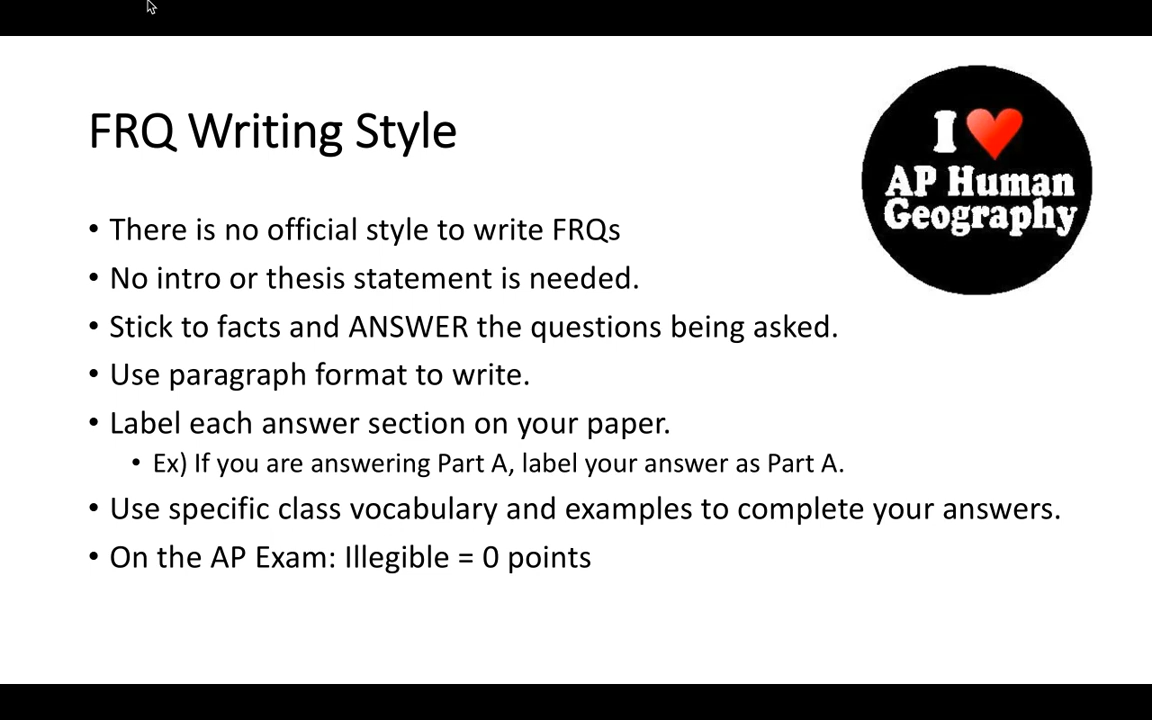 FRQ Writing Style
I ❤️
AP Human
Geography
• There is no official style to write FRQs
• No intro or thesis statement is needed.
• Stick to facts and ANSWER the questions being asked.
• Use paragraph format to write.
• Label each answer section on your paper.
• Ex) If you are answering Part A, label your answer as Part A.
• Use specific class vocabulary and examples to complete your answers.
• On the AP Exam: Illegible = 0 points